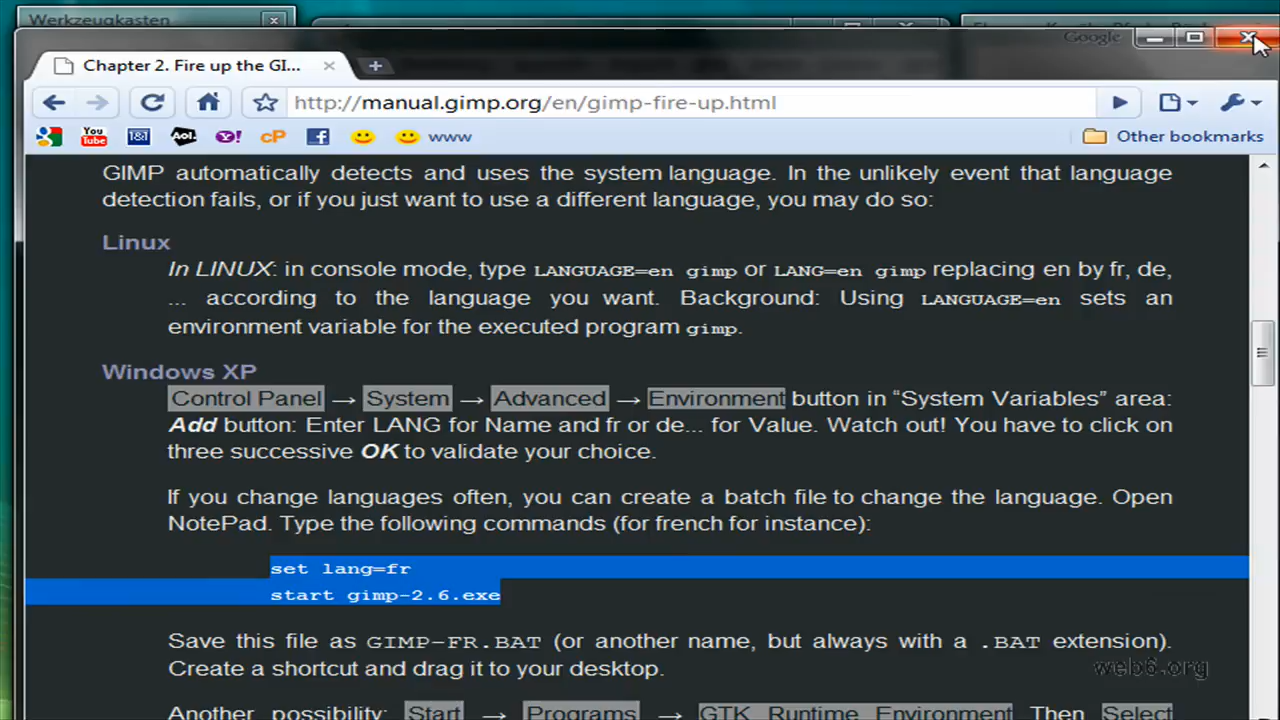 Werkzeugkasten
Google
Chapter 2. Fire up the GI...
http://manual.gimp.org/en/gimp-fire-up.html
You Tube 1&1 Aol. Y! cP f www Other bookmarks
GIMP automatically detects and uses the system language. In the unlikely event that language
detection fails, or if you just want to use a different language, you may do so:
Linux
In LINUX: in console mode, type LANGUAGE=en gimp or LANG=en gimp replacing en by fr, de,
... according to the language you want. Background: Using LANGUAGE=en sets an
environment variable for the executed program gimp.
Windows XP
Control Panel → System → Advanced → Environment button in “System Variables” area:
Add button: Enter LANG for Name and fr or de... for Value. Watch out! You have to click on
three successive OK to validate your choice.
If you change languages often, you can create a batch file to change the language. Open
NotePad. Type the following commands (for french for instance):
set lang=fr
start gimp-2.6.exe
Save this file as GIMP-FR.BAT (or another name, but always with a .BAT extension).
Create a shortcut and drag it to your desktop.
web6.org
Another possibility: Start → Programs → GTK Runtime Environment Then Select